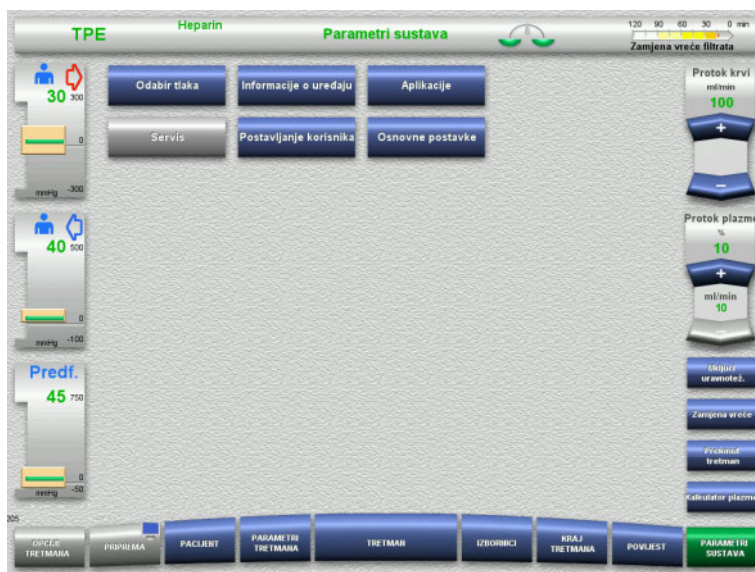 TPE
Heparin
Parametri sustava
120 90 60 30 0 min
Zamjena vreće filtrata
30
300
0
-300
mmHg
40
500
0
-100
mmHg
Predf.
45
750
0
-50
mmHg
Odabir tlaka
Informacije o uređaju
Aplikacije
Servis
Postavljanje korisnika
Osnovne postavke
Protok krvi
ml/min
100
+
–
Protok plazme
%
10
+
ml/min
10
–
uravnotež.
Zamjena vreće
Prekinut
tretman
Kalkulator plazme
205
OPCIJE
TRETMANA
PRIPREMA
PACIJENT
PARAMETRI
TRETMANA
TRETMAN
IZBORNICI
KRAJ
TRETMANA
POVIJEST
PARAMETRI
SUSTAVA